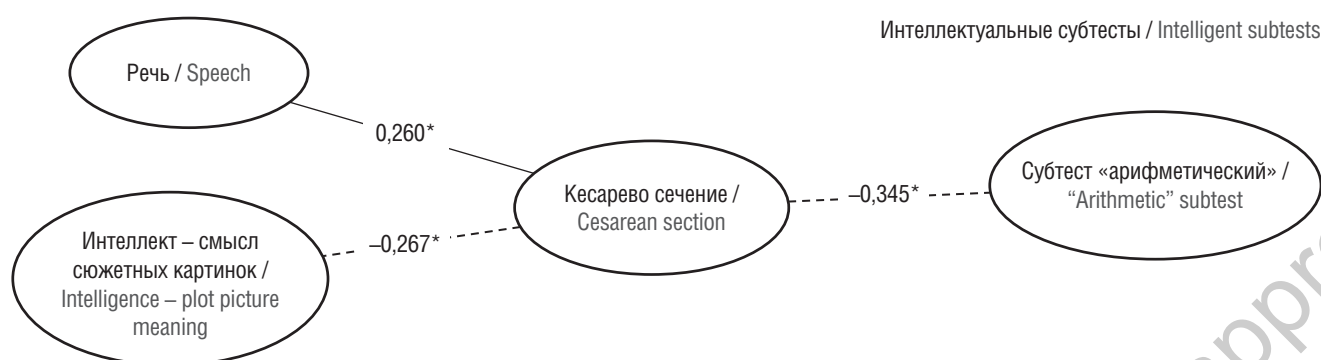 Интеллектуальные субтесты / Intelligent subtests
Речь / Speech
0,260*
Кесарево сечение /
Cesarean section
–0,345*
Субтест «арифметический» /
“Arithmetic” subtest
–0,267*
Интеллект – смысл
сюжетных картинок /
Intelligence – plot picture
meaning